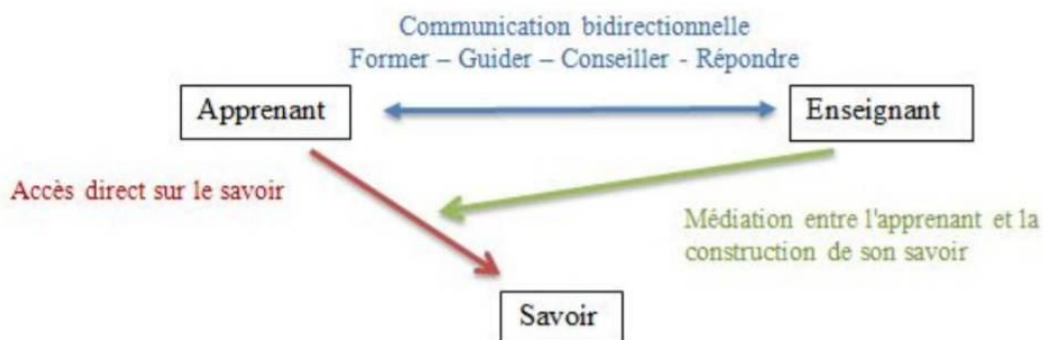 Communication bidirectionnelle
Former – Guider – Conseiller - Répondre
Apprenant
Enseignant
Accès direct sur le savoir
Médiation entre l'apprenant et la
construction de son savoir
Savoir